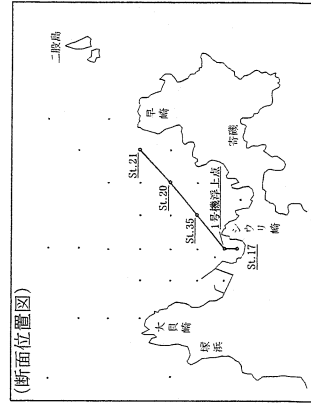 (断面位置図)
二股島
早崎
St.21
St.20
寄磯
St.35
1号機浮上点
シウリ崎
St.17
大貝崎
塚浜